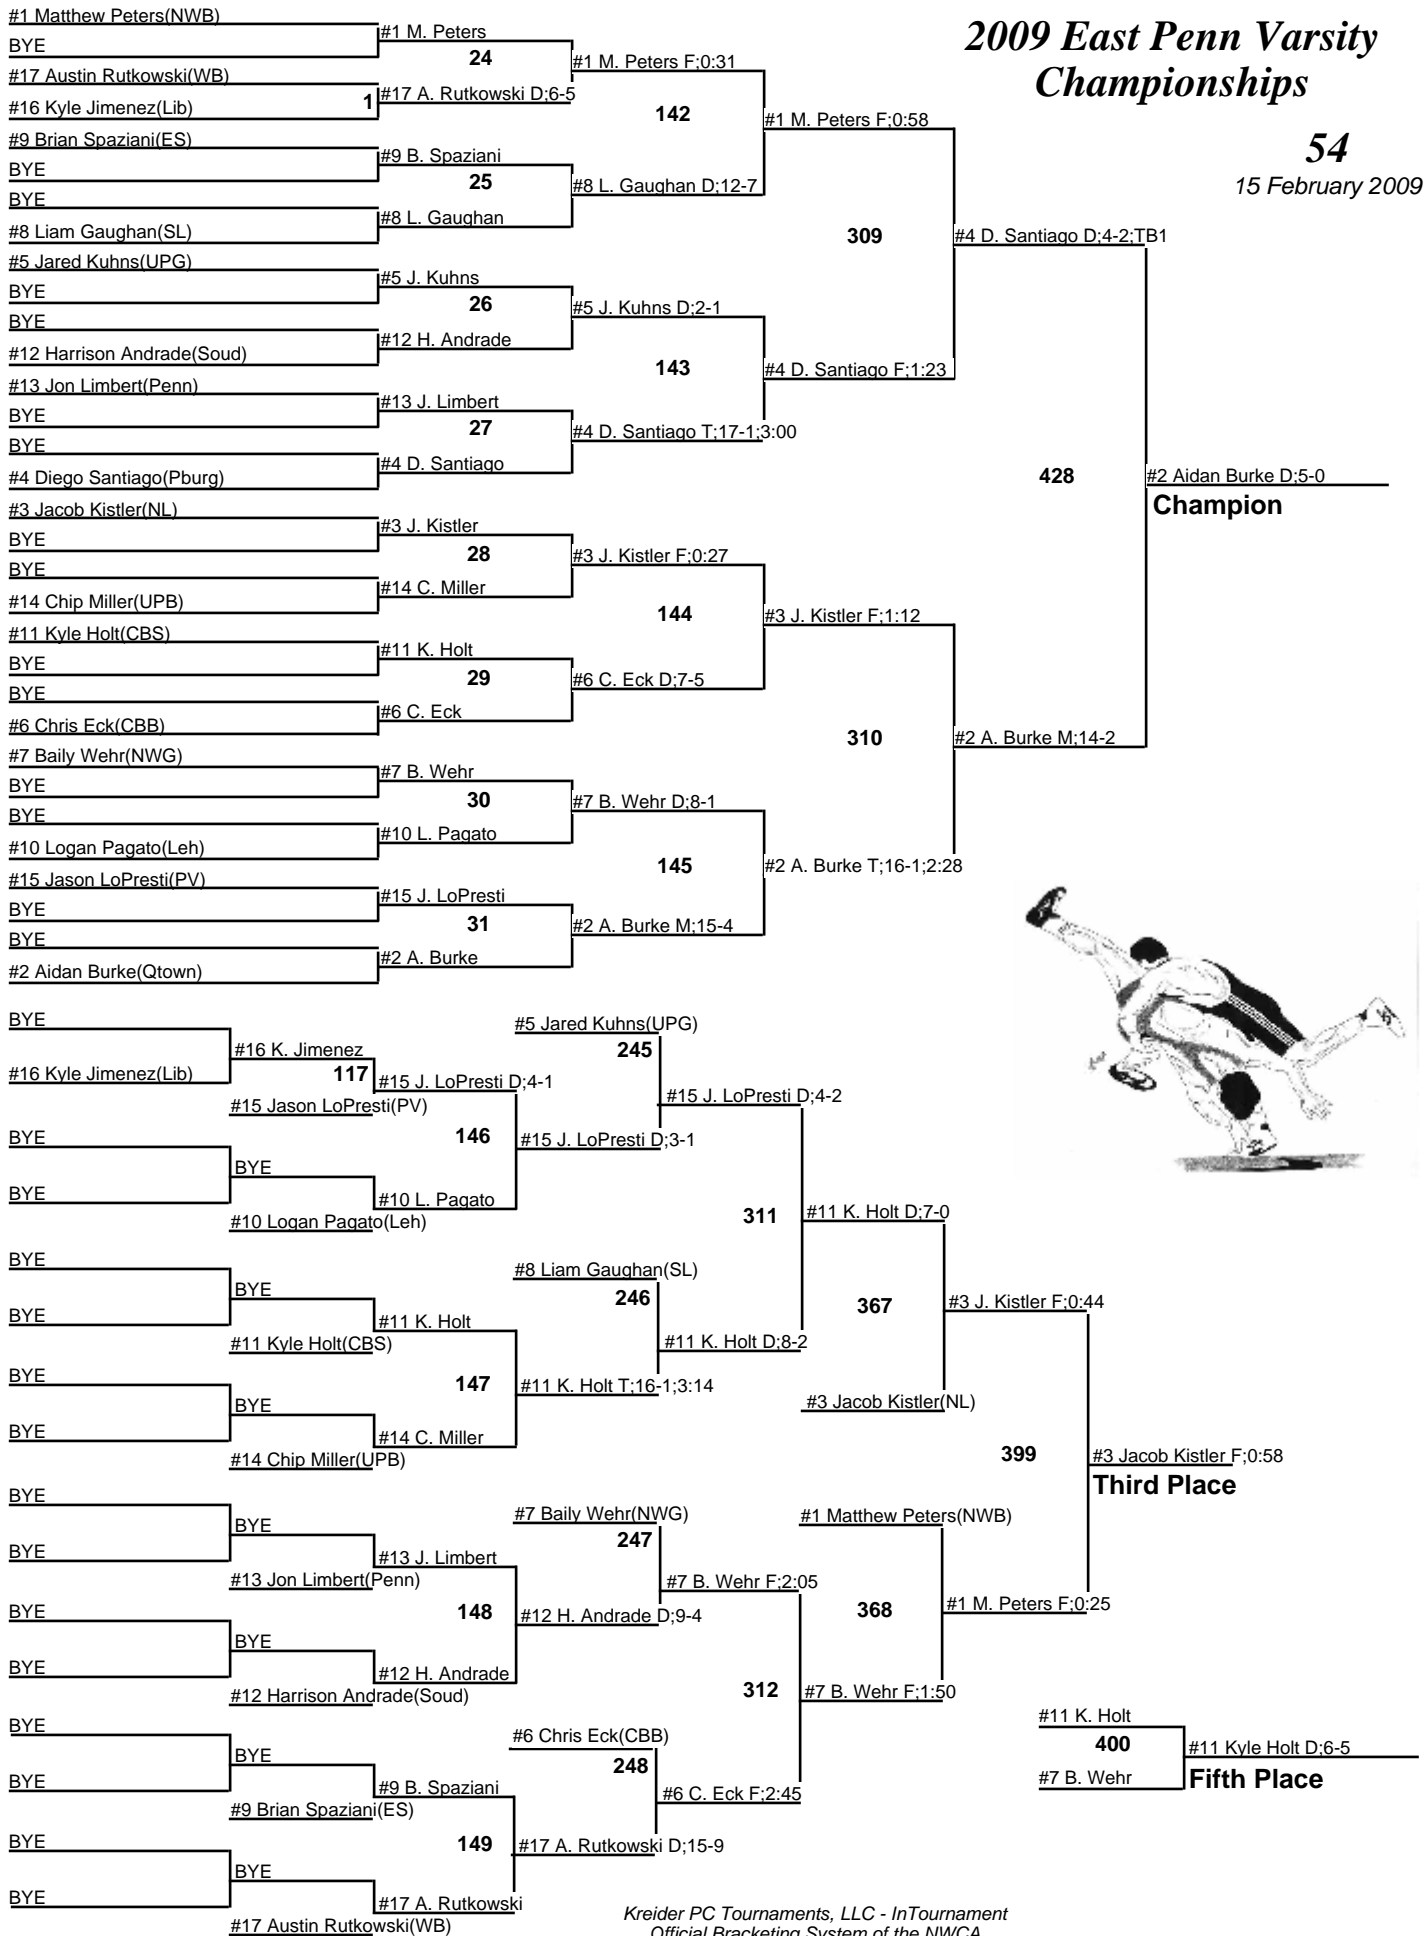 2009 East Penn Varsity
Championships
54
15 February 2009
#1 Matthew Peters(NWB)
BYE
#17 Austin Rutkowski(WB)
#16 Kyle Jimenez(Lib)
#9 Brian Spaziani(ES)
BYE
BYE
#8 Liam Gaughan(SL)
#5 Jared Kuhns(UPG)
BYE
BYE
#12 Harrison Andrade(Soud)
#13 Jon Limbert(Penn)
BYE
BYE
#4 Diego Santiago(Pburg)
#3 Jacob Kistler(NL)
BYE
BYE
#14 Chip Miller(UPB)
#11 Kyle Holt(CBS)
BYE
BYE
#6 Chris Eck(CBB)
#7 Baily Wehr(NWG)
BYE
BYE
#10 Logan Pagato(Leh)
#15 Jason LoPresti(PV)
BYE
BYE
#2 Aidan Burke(Qtown)
1
#1 M. Peters
24
#17 A. Rutkowski D;6-5
#9 B. Spaziani
25
#8 L. Gaughan
#5 J. Kuhns
26
#12 H. Andrade
#13 J. Limbert
27
#4 D. Santiago
#3 J. Kistler
28
#14 C. Miller
#11 K. Holt
29
#6 C. Eck
#7 B. Wehr
30
#10 L. Pagato
#15 J. LoPresti
31
#2 A. Burke
#1 M. Peters F;0:31
142
#8 L. Gaughan D;12-7
#5 J. Kuhns D;2-1
143
#4 D. Santiago T;17-1;3:00
#3 J. Kistler F;0:27
144
#6 C. Eck D;7-5
#7 B. Wehr D;8-1
145
#2 A. Burke M;15-4
#1 M. Peters F;0:58
309
#4 D. Santiago F;1:23
#3 J. Kistler F;1:12
310
#2 A. Burke T;16-1;2:28
#4 D. Santiago D;4-2;TB1
428
#2 A. Burke M;14-2
#2 Aidan Burke D;5-0
Champion
BYE
#16 Kyle Jimenez(Lib)
BYE
BYE
BYE
BYE
BYE
BYE
BYE
BYE
BYE
BYE
BYE
BYE
BYE
BYE
#16 K. Jimenez
117
#15 Jason LoPresti(PV)
BYE
#10 Logan Pagato(Leh)
BYE
#11 Kyle Holt(CBS)
BYE
#14 Chip Miller(UPB)
BYE
#13 Jon Limbert(Penn)
BYE
#12 Harrison Andrade(Soud)
BYE
#9 Brian Spaziani(ES)
BYE
#17 Austin Rutkowski(WB)
#15 J. LoPresti D;4-1
146
#10 L. Pagato
#11 K. Holt
147
#14 C. Miller
#13 J. Limbert
148
#12 H. Andrade
#9 B. Spaziani
149
#17 A. Rutkowski
#5 Jared Kuhns(UPG)
245
#15 J. LoPresti D;3-1
#8 Liam Gaughan(SL)
246
#11 K. Holt T;16-1;3:14
#7 Baily Wehr(NWG)
247
#12 H. Andrade D;9-4
#6 Chris Eck(CBB)
248
#17 A. Rutkowski D;15-9
#15 J. LoPresti D;4-2
311
#11 K. Holt D;8-2
#7 B. Wehr F;2:05
312
#6 C. Eck F;2:45
#11 K. Holt D;7-0
367
#3 Jacob Kistler(NL)
#1 Matthew Peters(NWB)
368
#7 B. Wehr F;1:50
#3 J. Kistler F;0:44
399
#1 M. Peters F;0:25
#3 Jacob Kistler F;0:58
Third Place
#11 K. Holt
400
#7 B. Wehr
#11 Kyle Holt D;6-5
Fifth Place
Kreider PC Tournaments, LLC - InTournament
Official Bracketing System of the NWCA